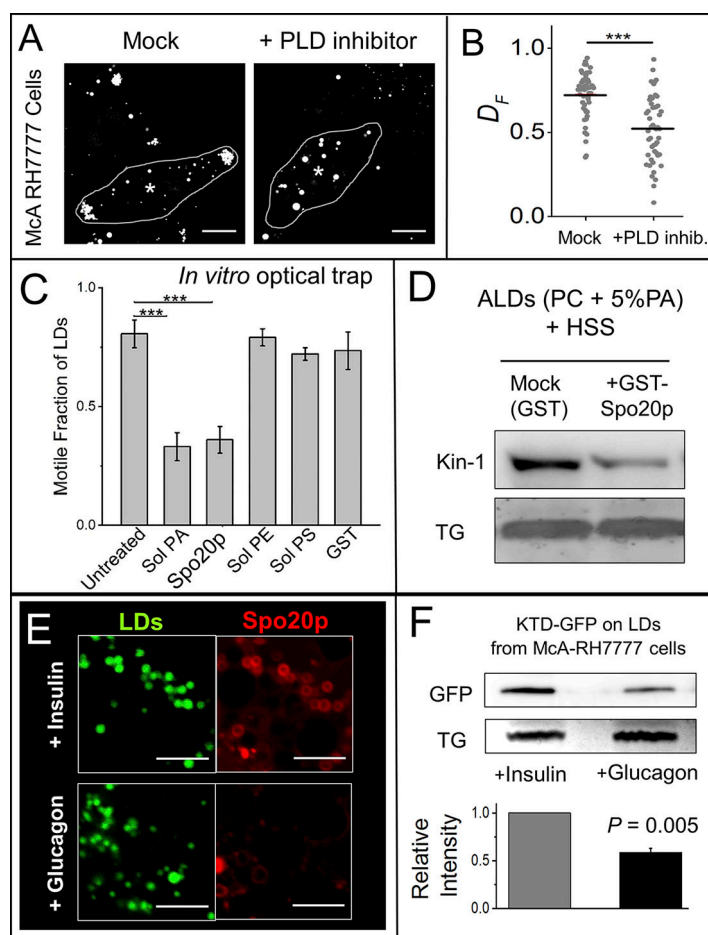 A
Mock
+ PLD inhibitor
McA RH7777 Cells
*
*
B
***
D_F
1.0
0.5
0.0
Mock
+PLD inhib.
C
In vitro optical trap
***
***
Motile Fraction of LDs
1.0
0.5
0.0
Untreated
Sol PA
Spo20p
Sol PE
Sol PS
GST
D
ALDs (PC + 5%PA)
+ HSS
Mock
(GST)
+GST-
Spo20p
Kin-1
TG
E
LDs
Spo20p
+ Insulin
+ Glucagon
F
KTD-GFP on LDs
from McA-RH7777 cells
GFP
TG
+Insulin
+Glucagon
Relative
Intensity
1.0
0.5
0.0
P = 0.005